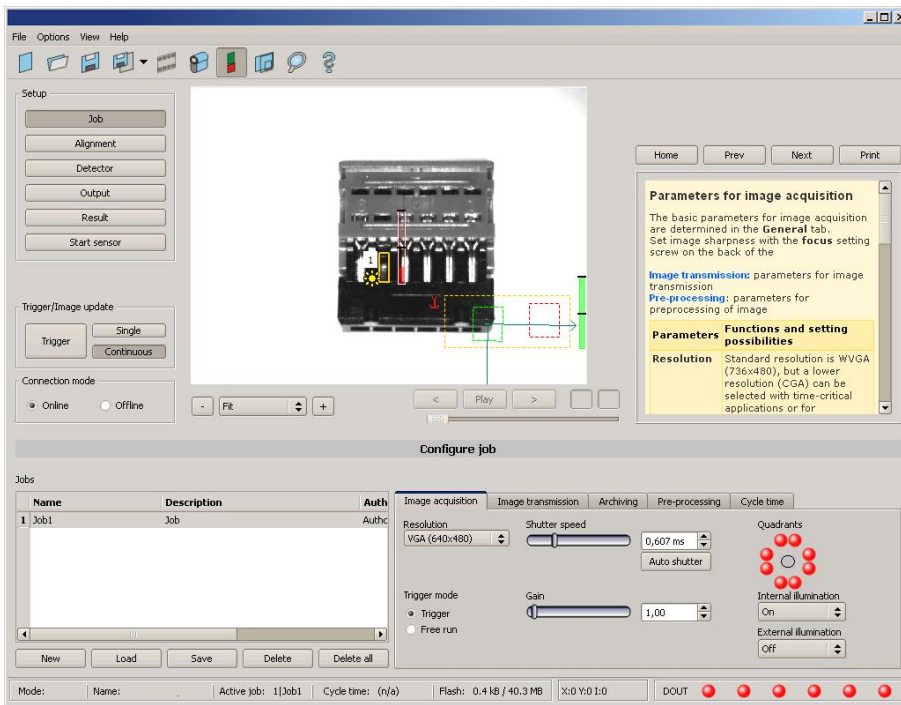 File Options View Help
Setup
Job
Alignment
Detector
Output
Result
Start sensor
Trigger/Image update
Trigger
Single
Continuous
Connection mode
Online Offline
1
- Fit +
< Play >
Home Prev Next Print
Parameters for image acquisition
The basic parameters for image acquisition
are determined in the General tab.
Set image sharpness with the focus setting
screw on the back of the
Image transmission: parameters for image
transmission
Pre-processing: parameters for
preprocessing of image
Parameters Functions and setting
possibilities
Resolution Standard resolution is WVGA
(736x480), but a lower
resolution (CGA) can be
selected with time-critical
applications or for
Configure job
Jobs
Name Description Auth
1 Job1 Job Autho
New Load Save Delete Delete all
Image acquisition Image transmission Archiving Pre-processing Cycle time
Resolution
VGA (640x480)
Shutter speed
0,607 ms
Auto shutter
Quadrants
Trigger mode
Trigger
Free run
Gain
1,00
Internal illumination
On
External illumination
Off
Mode: Name: Active job: 1|Job1 Cycle time: (n/a) Flash: 0.4 kB / 40.3 MB X:0 Y:0 I:0 DOUT